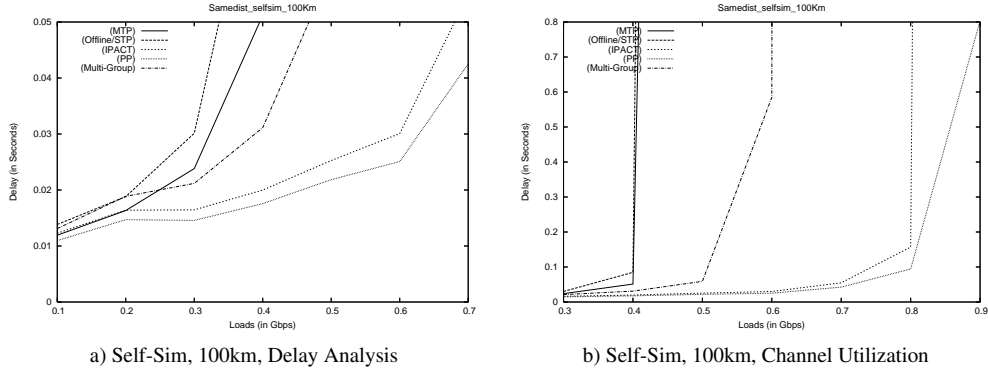 Samedist_selfsim_100Km
0.05
0.04
0.03
0.02
0.01
0
Delay (in Seconds)
(MTP)
(Offline/STP)
(IPACT)
(PP)
(Multi-Group)
0.1 0.2 0.3 0.4 0.5 0.6 0.7
Loads (in Gbps)
a) Self-Sim, 100km, Delay Analysis
Samedist_selfsim_100Km
0.8
0.7
0.6
0.5
0.4
0.3
0.2
0.1
0
Delay (in Seconds)
(MTP)
(Offline/STP)
(IPACT)
(PP)
(Multi-Group)
0.3 0.4 0.5 0.6 0.7 0.8 0.9
Loads (in Gbps)
b) Self-Sim, 100km, Channel Utilization